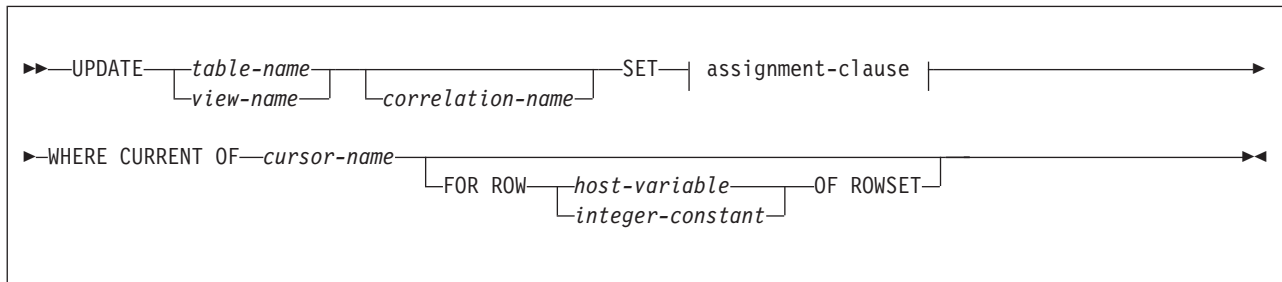 UPDATE table-name SET assignment-clause
view-name correlation-name
WHERE CURRENT OF cursor-name
FOR ROW host-variable OF ROWSET
integer-constant